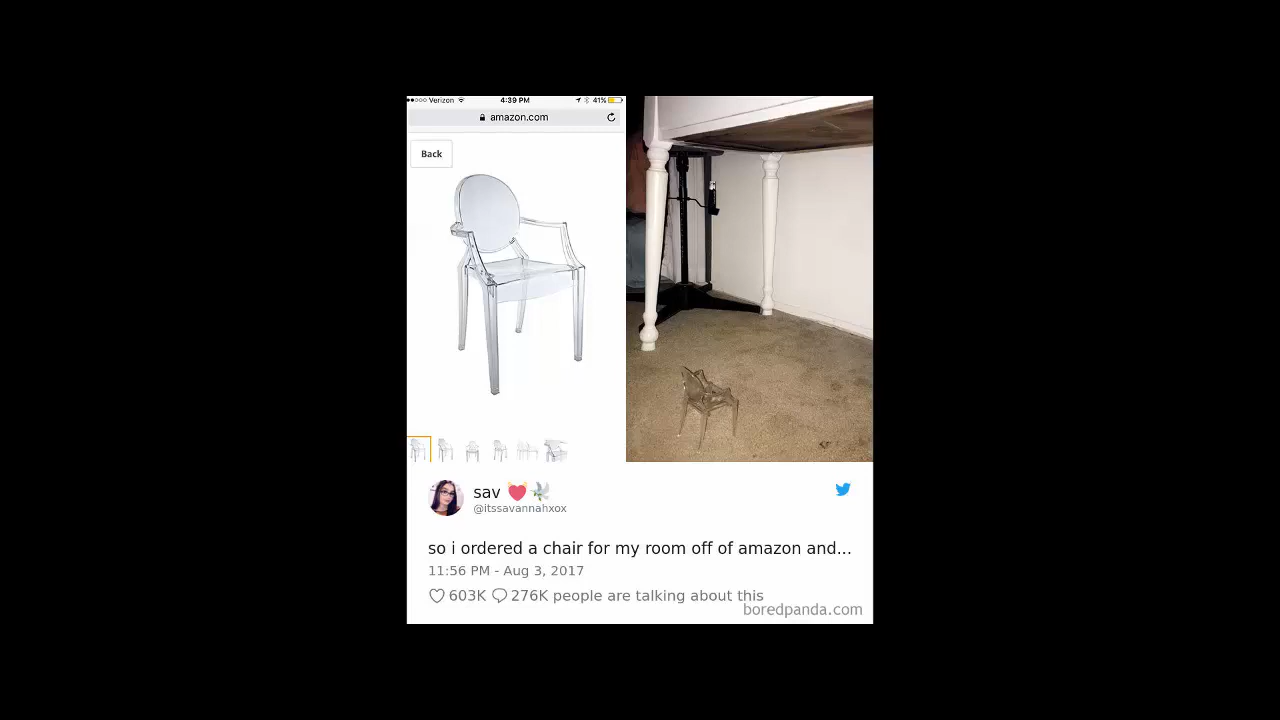 Verizon 4:39 PM 41%
amazon.com
Back
sav
@itssavannahxox
so i ordered a chair for my room off of amazon and...
11:56 PM - Aug 3, 2017
603K 276K people are talking about this
boredpanda.com